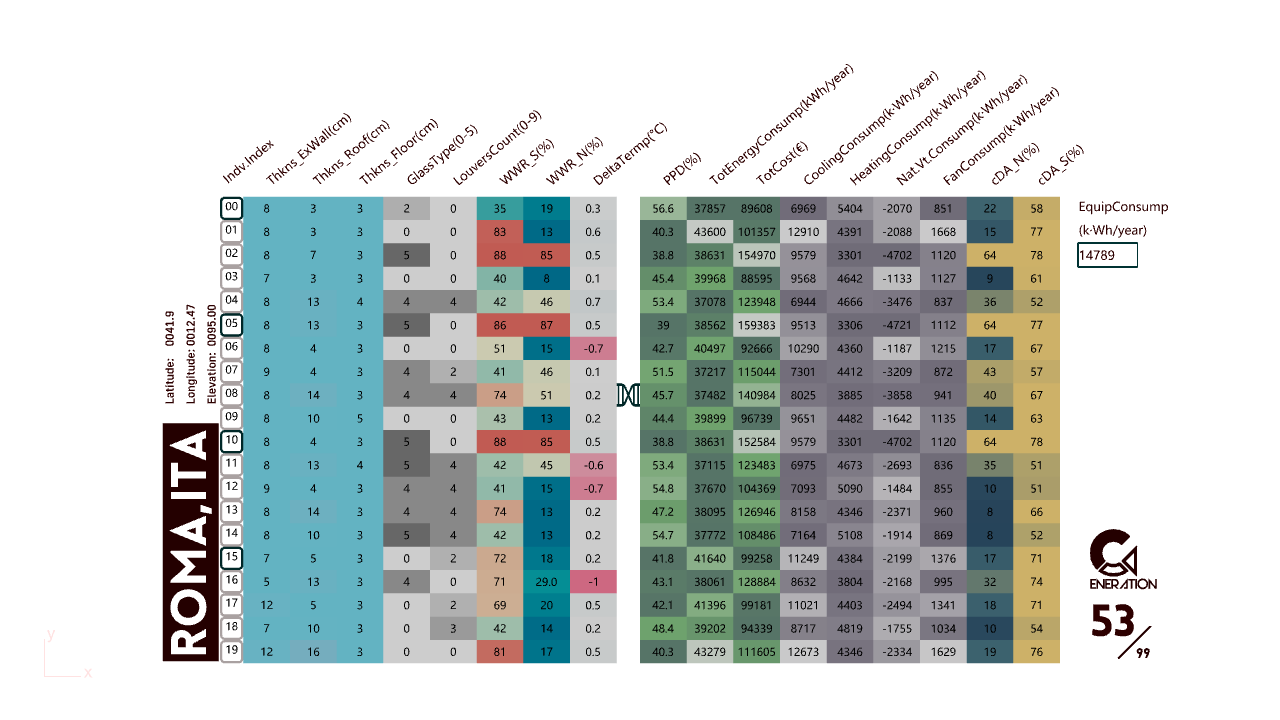 Indv.Index Thkns_ExWall(cm) Thkns_Roof(cm) Thkns_Floor(cm) GlassType(0-5) LouversCount(0-9) WWR_S(%) WWR_N(%) DeltaTermp(°C) PPD(%) TotEnergyConsump(kWh/year) TotCost(€) CoolingConsump(k·Wh/year) HeatingConsump(k·Wh/year) Nat.Vt.Consump(k·Wh/year) FanConsump(k·Wh/year) cDA_N(%) cDA_S(%)
00 8 3 3 2 0 35 19 0.3 56.6 37857 89608 6969 5404 -2070 851 22 58
01 8 3 3 0 0 83 13 0.6 40.3 43600 101357 12910 4391 -2088 1668 15 77
02 8 7 3 5 0 88 85 0.5 38.8 38631 154970 9579 3301 -4702 1120 64 78
03 7 3 3 0 0 40 8 0.1 45.4 39968 88595 9568 4642 -1133 1127 9 61
04 8 13 4 4 4 42 46 0.7 53.4 37078 123948 6944 4666 -3476 837 36 52
05 8 13 3 5 0 86 87 0.5 39 38562 159383 9513 3306 -4721 1112 64 77
06 8 4 3 0 0 51 15 -0.7 42.7 40497 92666 10290 4360 -1187 1215 17 67
07 9 4 3 4 2 41 46 0.1 51.5 37217 115044 7301 4412 -3209 872 43 57
08 8 14 3 4 4 74 51 0.2 45.7 37482 140984 8025 3885 -3858 941 40 67
09 8 10 5 0 0 43 13 0.2 44.4 39899 96739 9651 4482 -1642 1135 14 63
10 8 4 3 5 0 88 85 0.5 38.8 38631 152584 9579 3301 -4702 1120 64 78
11 8 13 4 5 4 42 45 -0.6 53.4 37115 123483 6975 4673 -2693 836 35 51
12 9 4 3 4 4 41 15 -0.7 54.8 37670 104369 7093 5090 -1484 855 10 51
13 8 14 3 4 4 74 13 0.2 47.2 38095 126946 8158 4346 -2371 960 8 66
14 8 10 3 5 4 42 13 0.2 54.7 37772 108486 7164 5108 -1914 869 8 52
15 7 5 3 0 2 72 18 0.2 41.8 41640 99258 11249 4384 -2199 1376 17 71
16 5 13 3 4 0 71 29.0 -1 43.1 38061 128884 8632 3804 -2168 995 32 74
17 12 5 3 0 2 69 20 0.5 42.1 41396 99181 11021 4403 -2494 1341 18 71
18 7 10 3 0 3 42 14 0.2 48.4 39202 94339 8717 4819 -1755 1034 10 54
19 12 16 3 0 0 81 17 0.5 40.3 43279 111605 12673 4346 -2334 1629 19 76
EquipConsump
(k·Wh/year)
14789
Latitude: 0041.9
Longitude: 0012.47
Elevation: 0095.00
ROMA,ITA
GENERATION
53/99
y
x